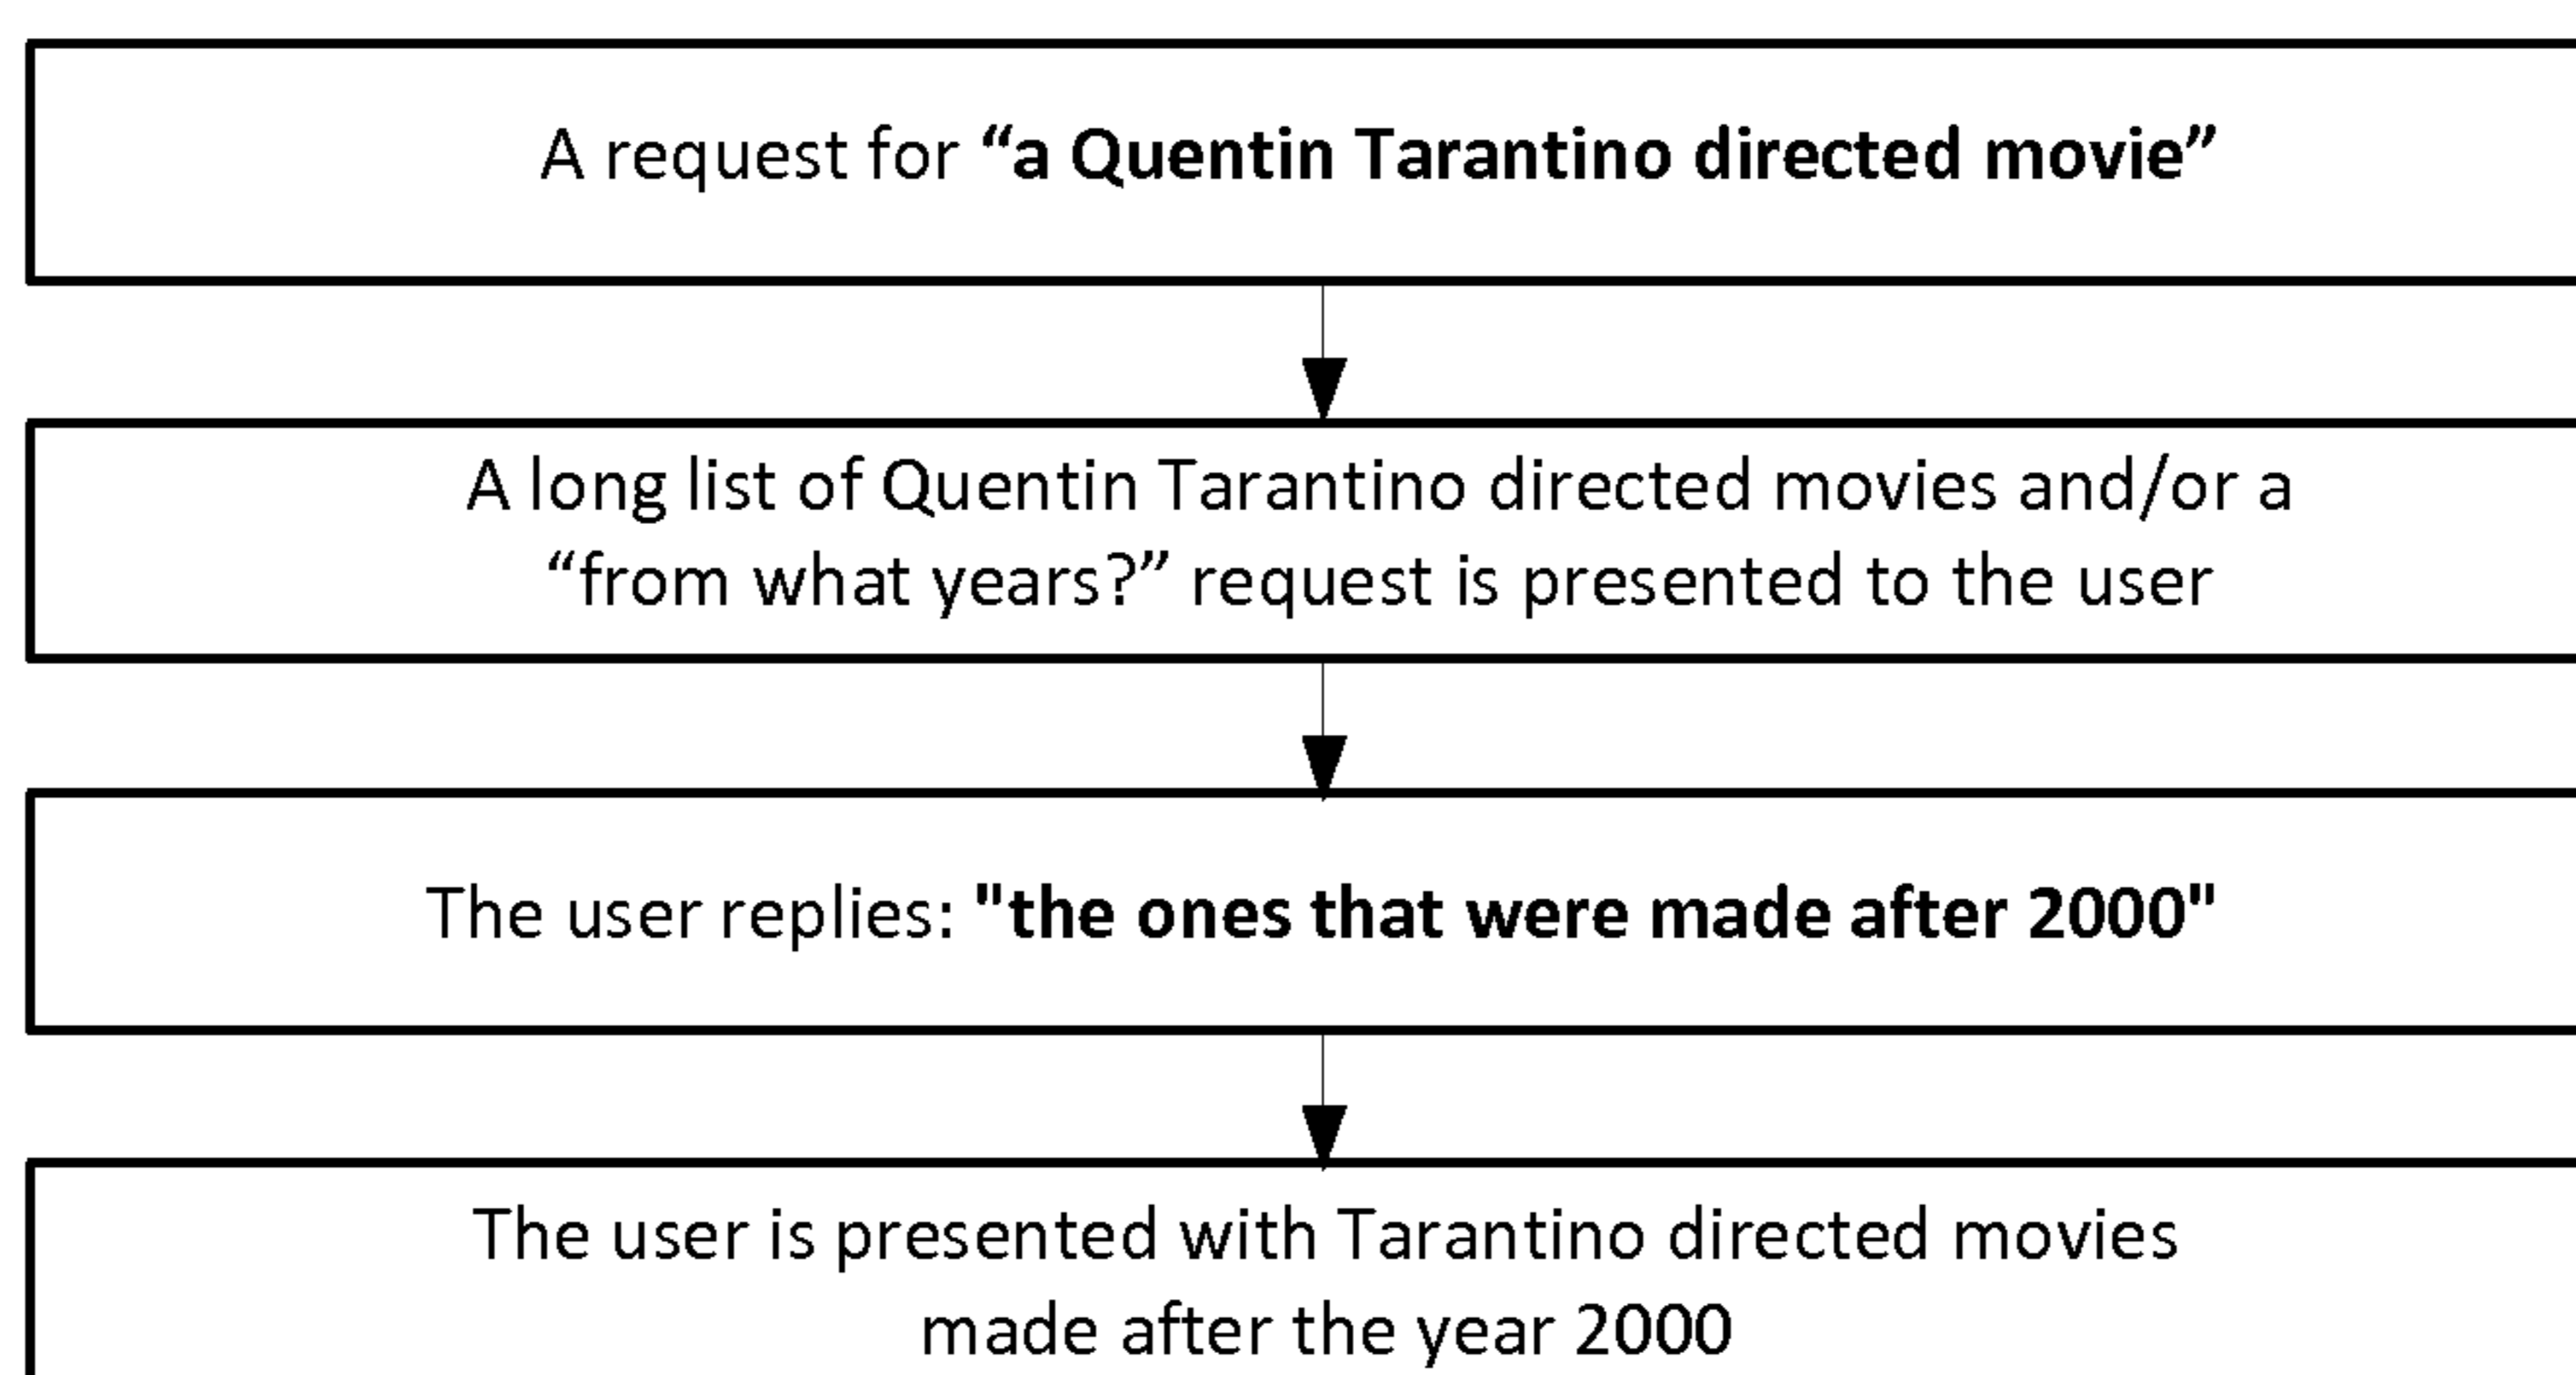 A request for “a Quentin Tarantino directed movie”
A long list of Quentin Tarantino directed movies and/or a
“from what years?” request is presented to the user
The user replies: "the ones that were made after 2000"
The user is presented with Tarantino directed movies
made after the year 2000